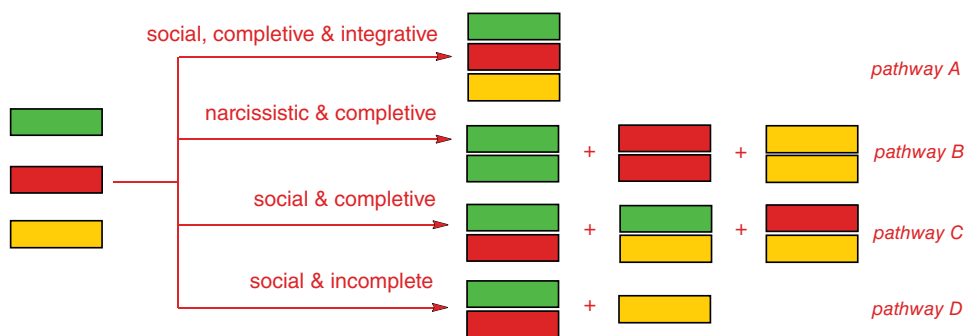 social, completive & integrative
pathway A
narcissistic & completive
+ + pathway B
social & completive
+ + pathway C
social & incomplete
+ pathway D